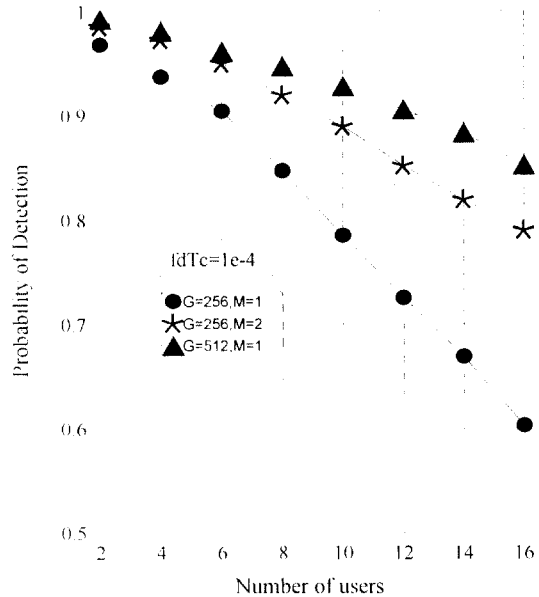 1
0.9
0.8
0.7
0.6
0.5
Probability of Detection
fdTc=1e-4
G=256,M=1
G=256,M=2
G=512,M=1
2 4 6 8 10 12 14 16
Number of users